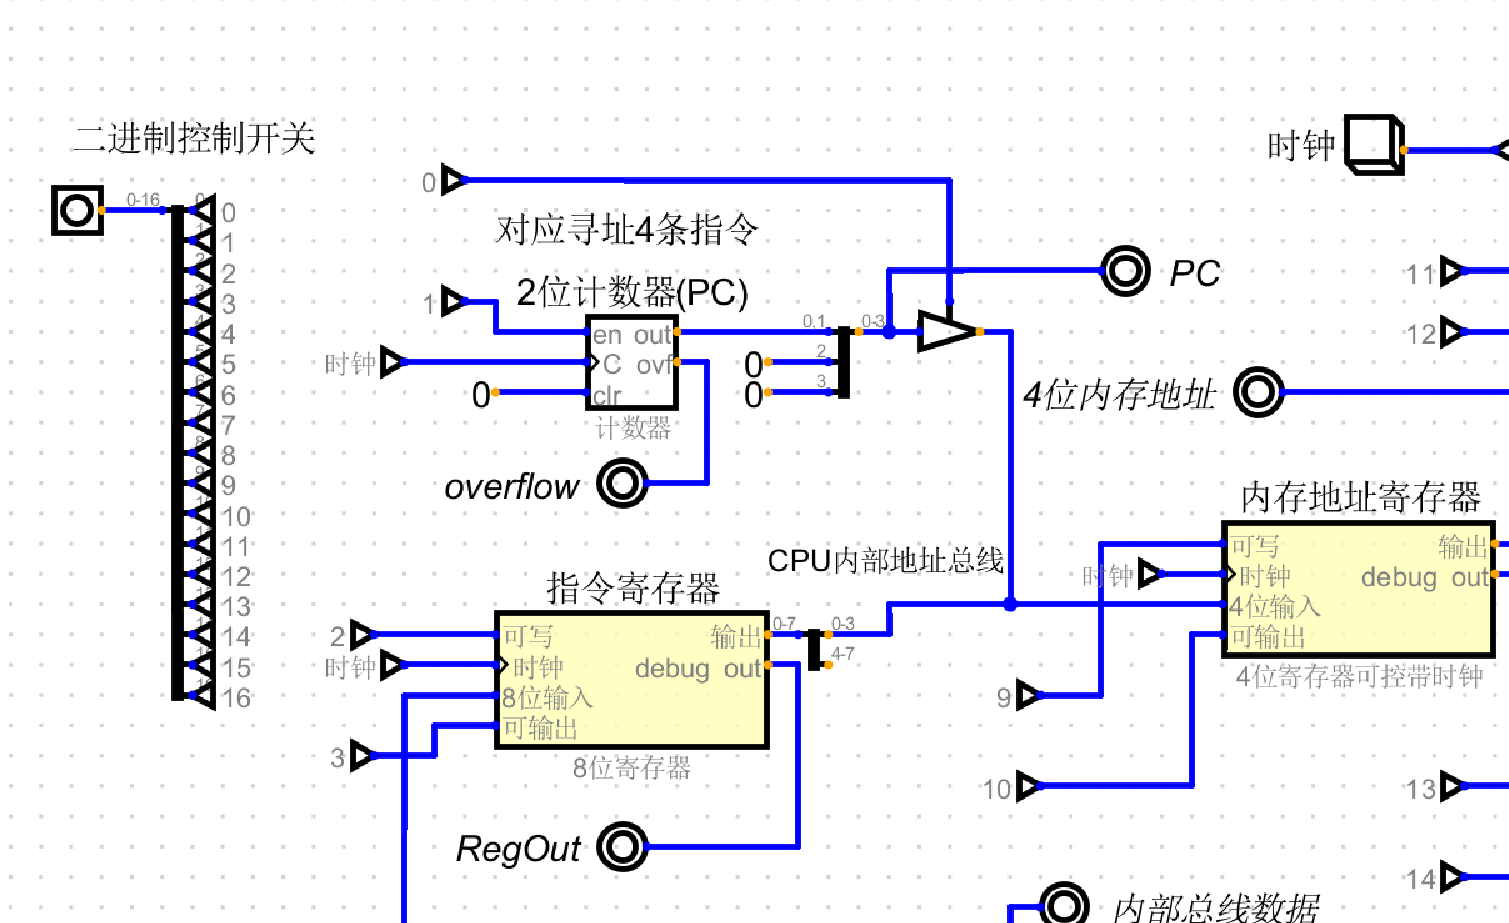 二进制控制开关
0-16
0
1
2
3
4
5
6
7
8
9
10
11
12
13
14
15
16
0
对应寻址4条指令
1
2位计数器(PC)
时钟
0
en out
C ovf
clr
计数器
overflow
0,1
2
3
0
0
0-3
PC
时钟
11
12
4位内存地址
CPU内部地址总线
指令寄存器
2
时钟
3
可写
时钟
8位输入
可输出
输出
debug out
8位寄存器
0-7
0-3
4-7
RegOut
内存地址寄存器
时钟
可写
时钟
4位输入
可输出
输出
debug out
4位寄存器可控带时钟
9
10
13
14
内部总线数据